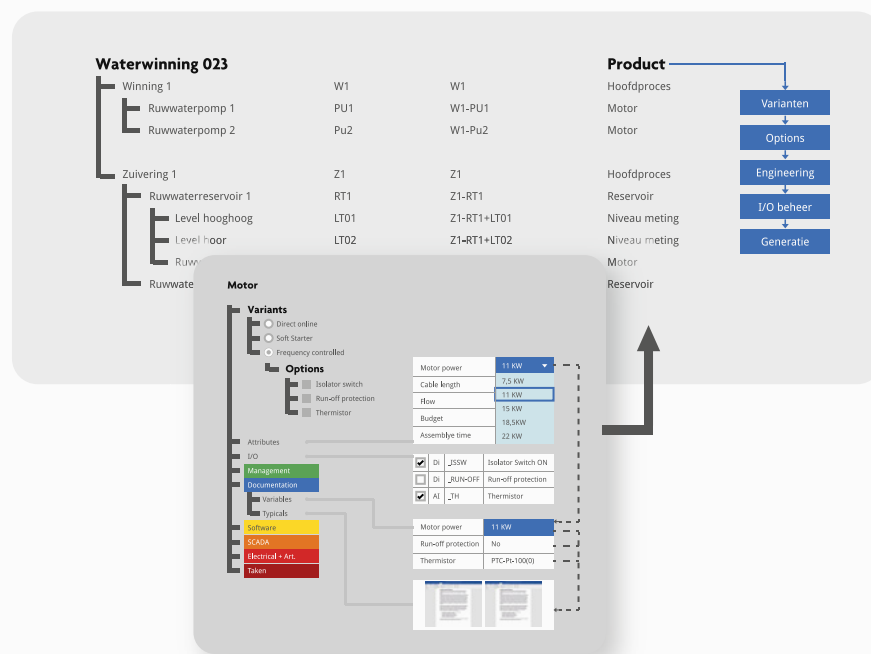 Waterwinning 023 Product
Winning 1 W1 W1 Hoofdproces
Ruwwaterpomp 1 PU1 W1-PU1 Motor
Ruwwaterpomp 2 Pu2 W1-Pu2 Motor
Zuivering 1 Z1 Z1 Hoofdproces
Ruwwaterreservoir 1 RT1 Z1-RT1 Reservoir
Level hooghoog LT01 Z1-RT1+LT01 Niveau meting
Level hoor LT02 Z1-RT1+LT02 Niveau meting
Motor
Reservoir
Varianten
Options
Engineering
I/O beheer
Generatie
Motor
Variants
Direct online
Soft Starter
Frequency controlled
Options
Isolator switch
Run-off protection
Thermistor
Attributes
I/O
Management
Documentation
Variables
Typicals
Software
SCADA
Electrical + Art.
Taken
Motor power 11 KW
Cable length 7,5 KW
Flow 11 KW
Budget 15 KW
Assemblye time 18,5KW
22 KW
Di _ISSW Isolator Switch ON
Di _RUN-OFF Run-off protection
AI _TH Thermistor
Motor power 11 KW
Run-off protection No
Thermistor PTC-Pt-100(0)